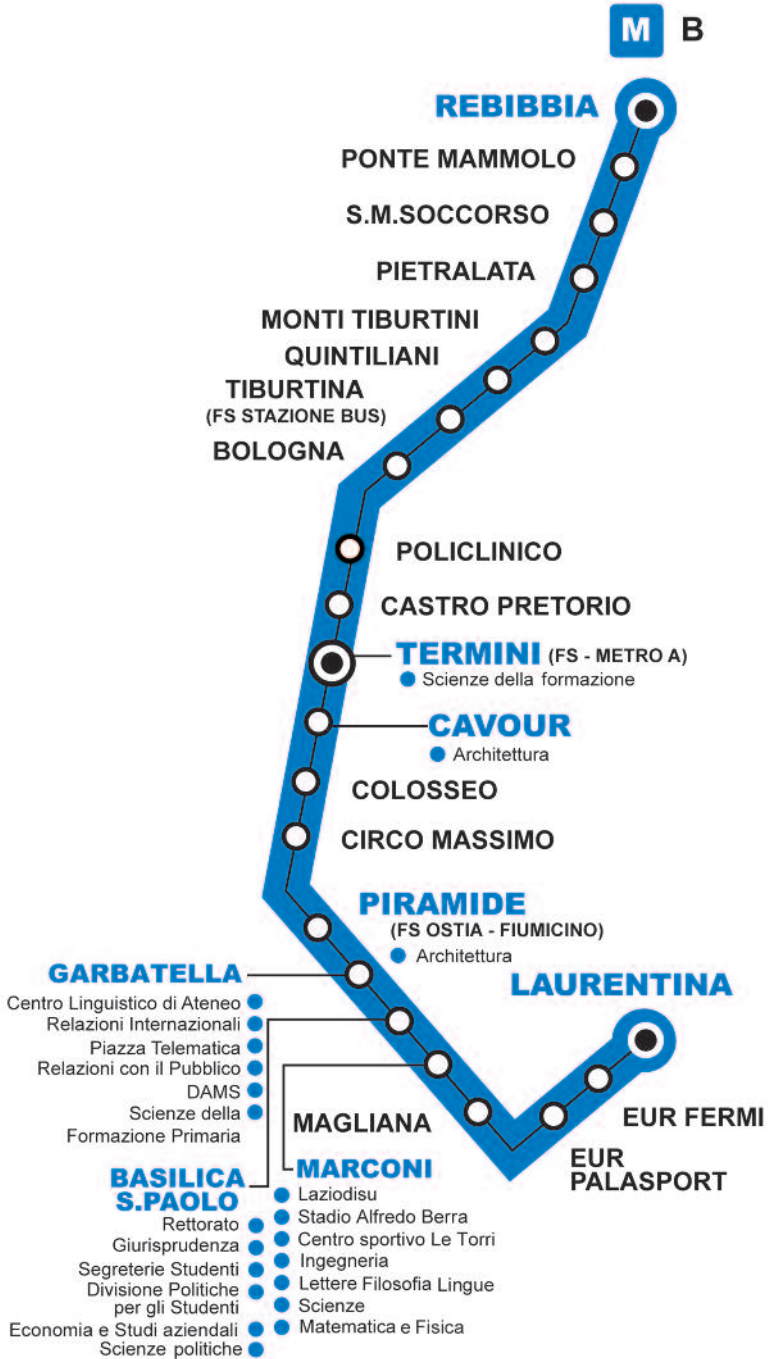 M B
REBIBBIA
PONTE MAMMOLO
S.M.SOCCORSO
PIETRALATA
MONTI TIBURTINI
QUINTILIANI
TIBURTINA
(FS STAZIONE BUS)
BOLOGNA
POLICLINICO
CASTRO PRETORIO
TERMINI (FS - METRO A)
Scienze della formazione
CAVOUR
Architettura
COLOSSEO
CIRCO MASSIMO
PIRAMIDE
(FS OSTIA - FIUMICINO)
Architettura
GARBATELLA
Centro Linguistico di Ateneo
Relazioni Internazionali
Piazza Telematica
Relazioni con il Pubblico
DAMS
Scienze della
Formazione Primaria
LAURENTINA
EUR FERMI
EUR
PALASPORT
MAGLIANA
BASILICA
S.PAOLO
Rettorato
Giurisprudenza
Segreterie Studenti
Divisione Politiche
per gli Studenti
Economia e Studi aziendali
Scienze politiche
MARCONI
Laziodisu
Stadio Alfredo Berra
Centro sportivo Le Torri
Ingegneria
Lettere Filosofia Lingue
Scienze
Matematica e Fisica